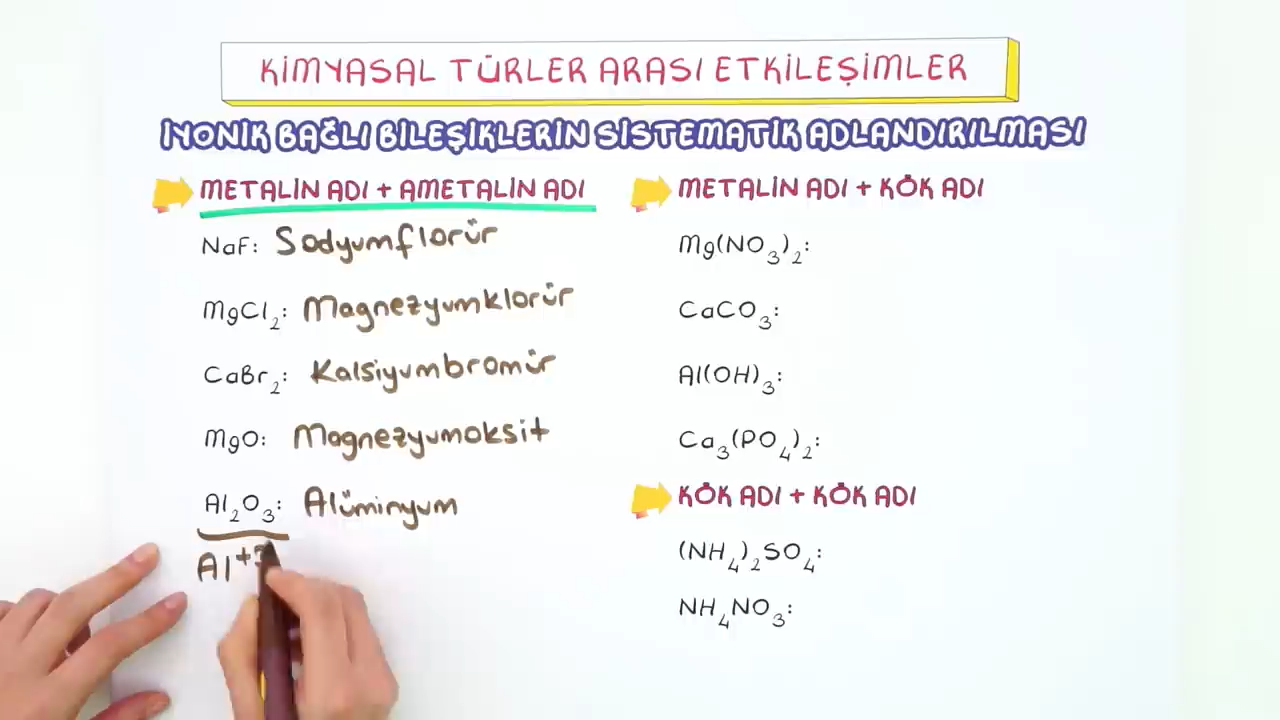 KİMYASAL TÜRLER ARASI ETKİLEŞİMLER
İYONİK BAĞLI BİLEŞİKLERİN SİSTEMATİK ADLANDIRILMASI
METALİN ADI + AMETALİN ADI
NaF: Sodyumflorür
MgCl₂: Magnezyumklorür
CaBr₂: Kalsiyumbromür
MgO: Magnezyumoksit
Al₂O₃: Alüminyum
Al⁺³
METALİN ADI + KÖK ADI
Mg(NO₃)₂:
CaCO₃:
Al(OH)₃:
Ca₃(PO₄)₂:
KÖK ADI + KÖK ADI
(NH₄)₂SO₄:
NH₄NO₃: